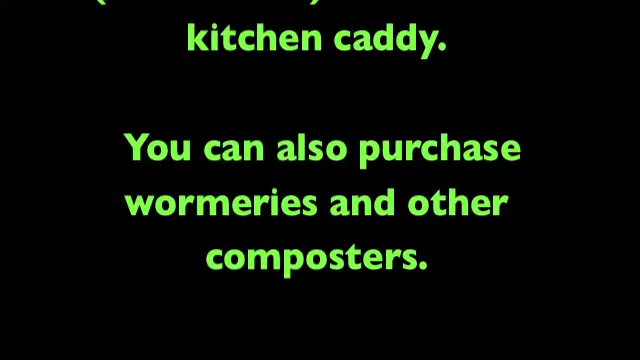 kitchen caddy.
You can also purchase
wormeries and other
composters.